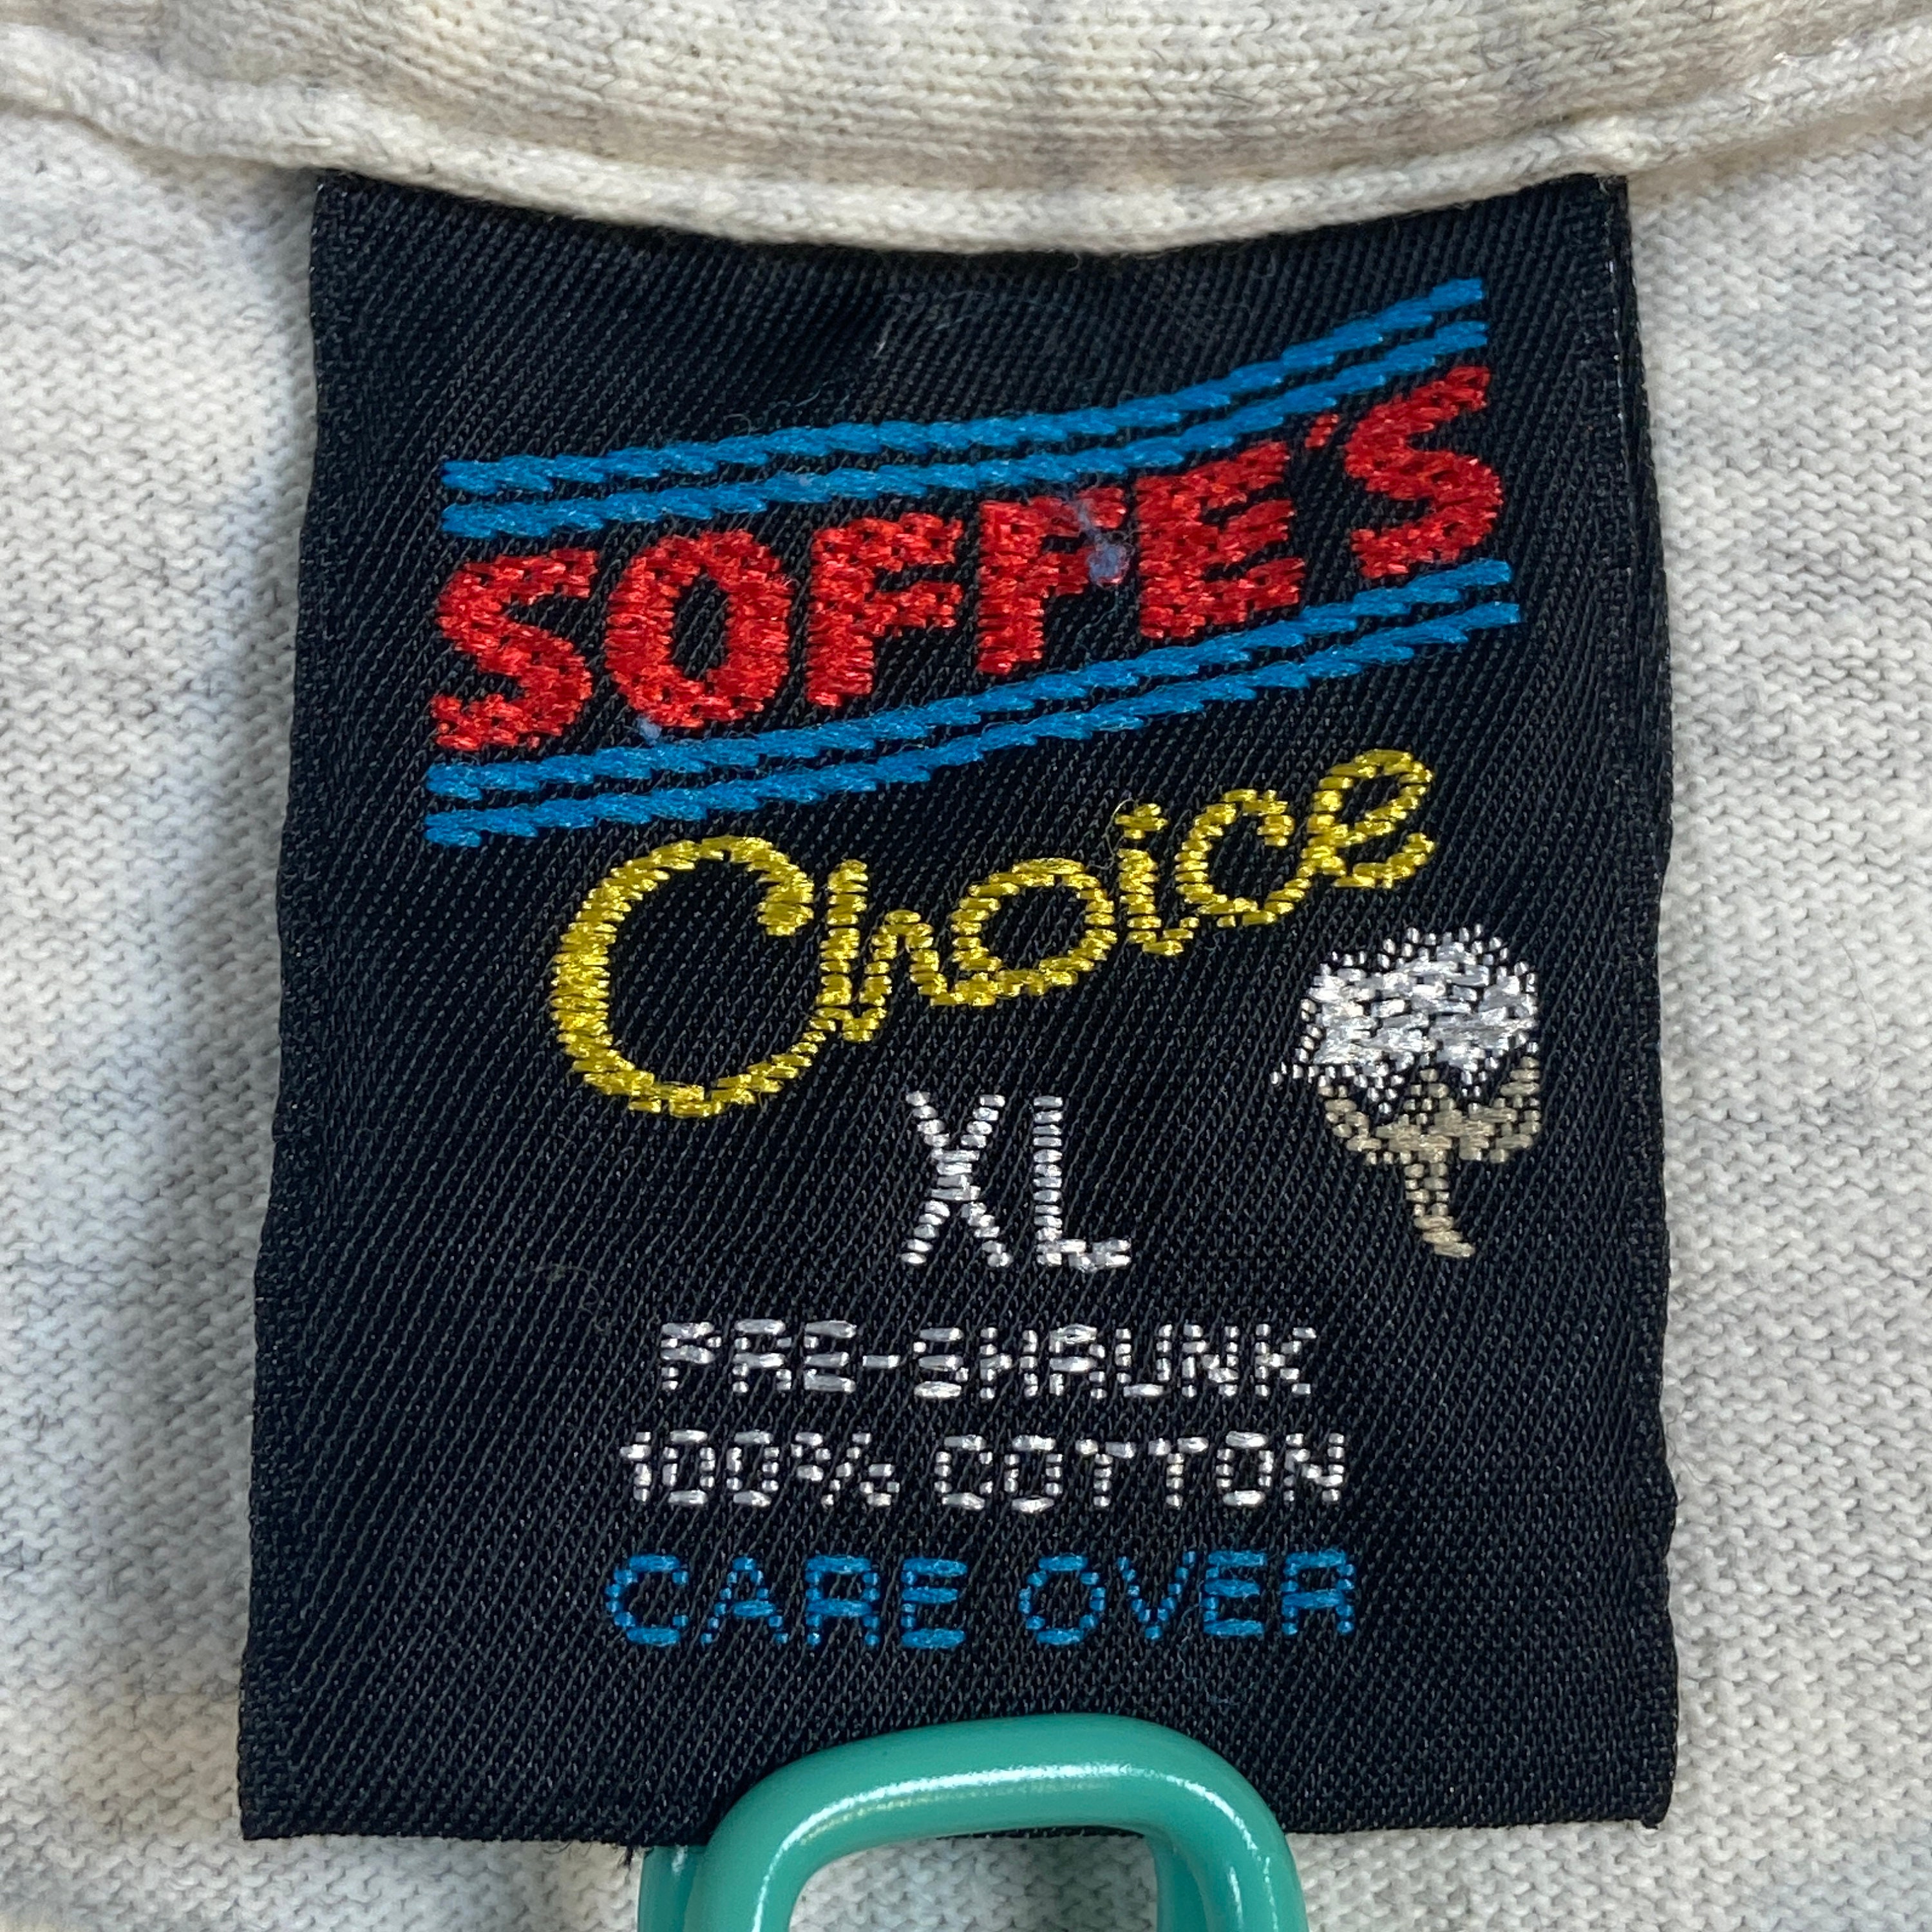 SOFFE'S
Choice
XL
PRE-SHRUNK
100% COTTON
CARE OVER